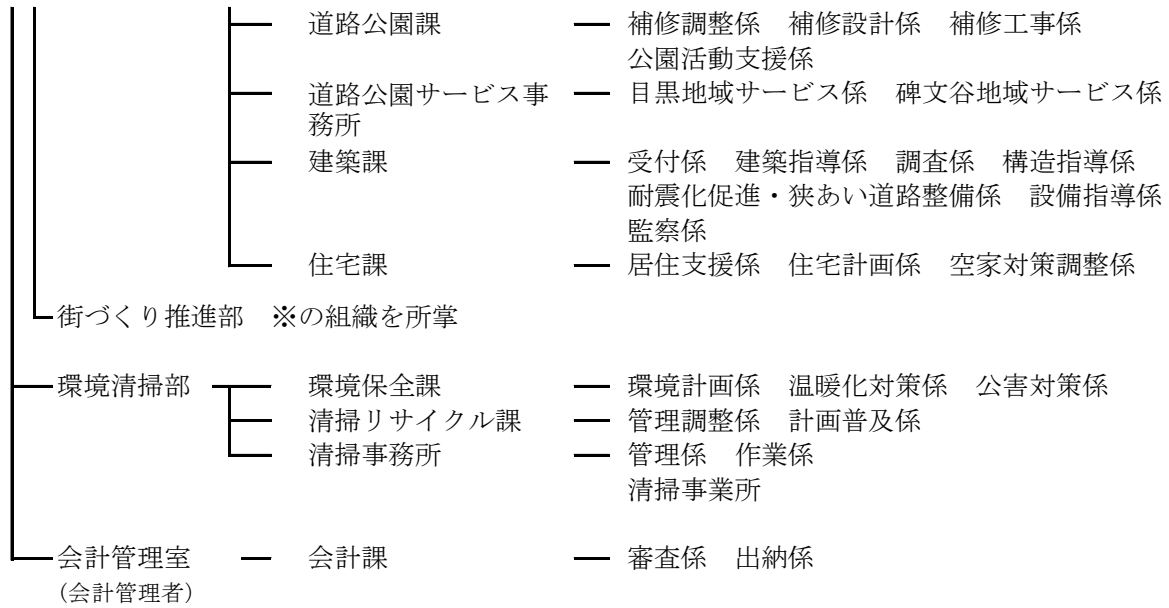 道路公園課　補修調整係　補修設計係　補修工事係
公園活動支援係
道路公園サービス事　目黒地域サービス係　碑文谷地域サービス係
務所
建築課　受付係　建築指導係　調査係　構造指導係
耐震化促進・狭あい道路整備係　設備指導係
監察係
住宅課　居住支援係　住宅計画係　空家対策調整係
街づくり推進部　※の組織を所掌
環境清掃部　環境保全課　環境計画係　温暖化対策係　公害対策係
清掃リサイクル課　管理調整係　計画普及係
清掃事務所　管理係　作業係
清掃事業所
会計管理室　会計課　審査係　出納係
（会計管理者）